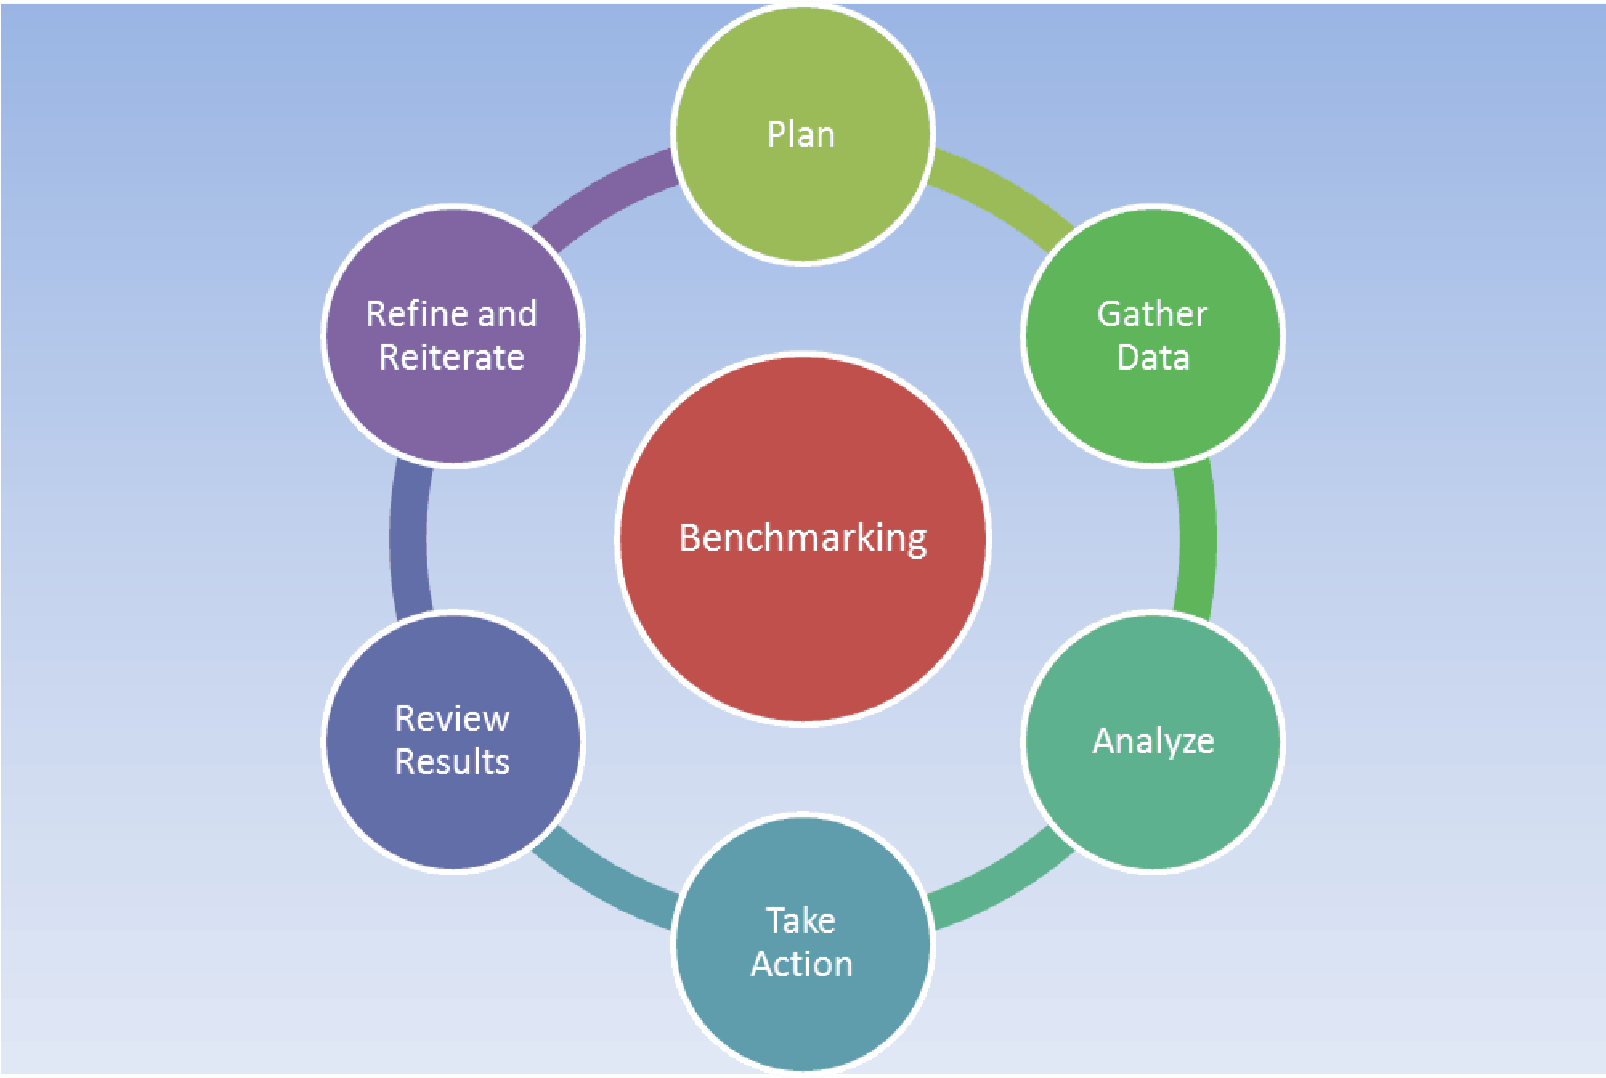 Plan
Gather
Data
Analyze
Take
Action
Review
Results
Refine and
Reiterate
Benchmarking